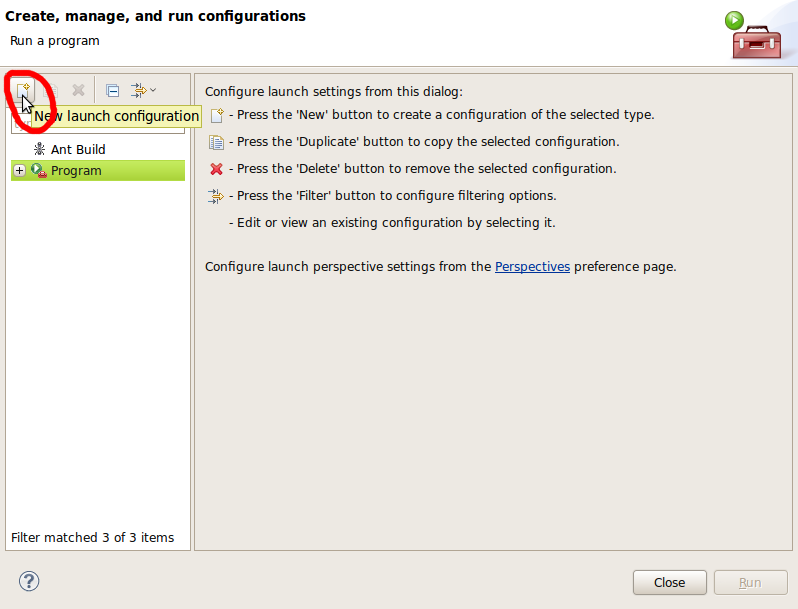 Create, manage, and run configurations
Run a program
New launch configuration
Ant Build
Program
Filter matched 3 of 3 items
Configure launch settings from this dialog:
- Press the 'New' button to create a configuration of the selected type.
- Press the 'Duplicate' button to copy the selected configuration.
- Press the 'Delete' button to remove the selected configuration.
- Press the 'Filter' button to configure filtering options.
- Edit or view an existing configuration by selecting it.
Configure launch perspective settings from the Perspectives preference page.
Close
Run